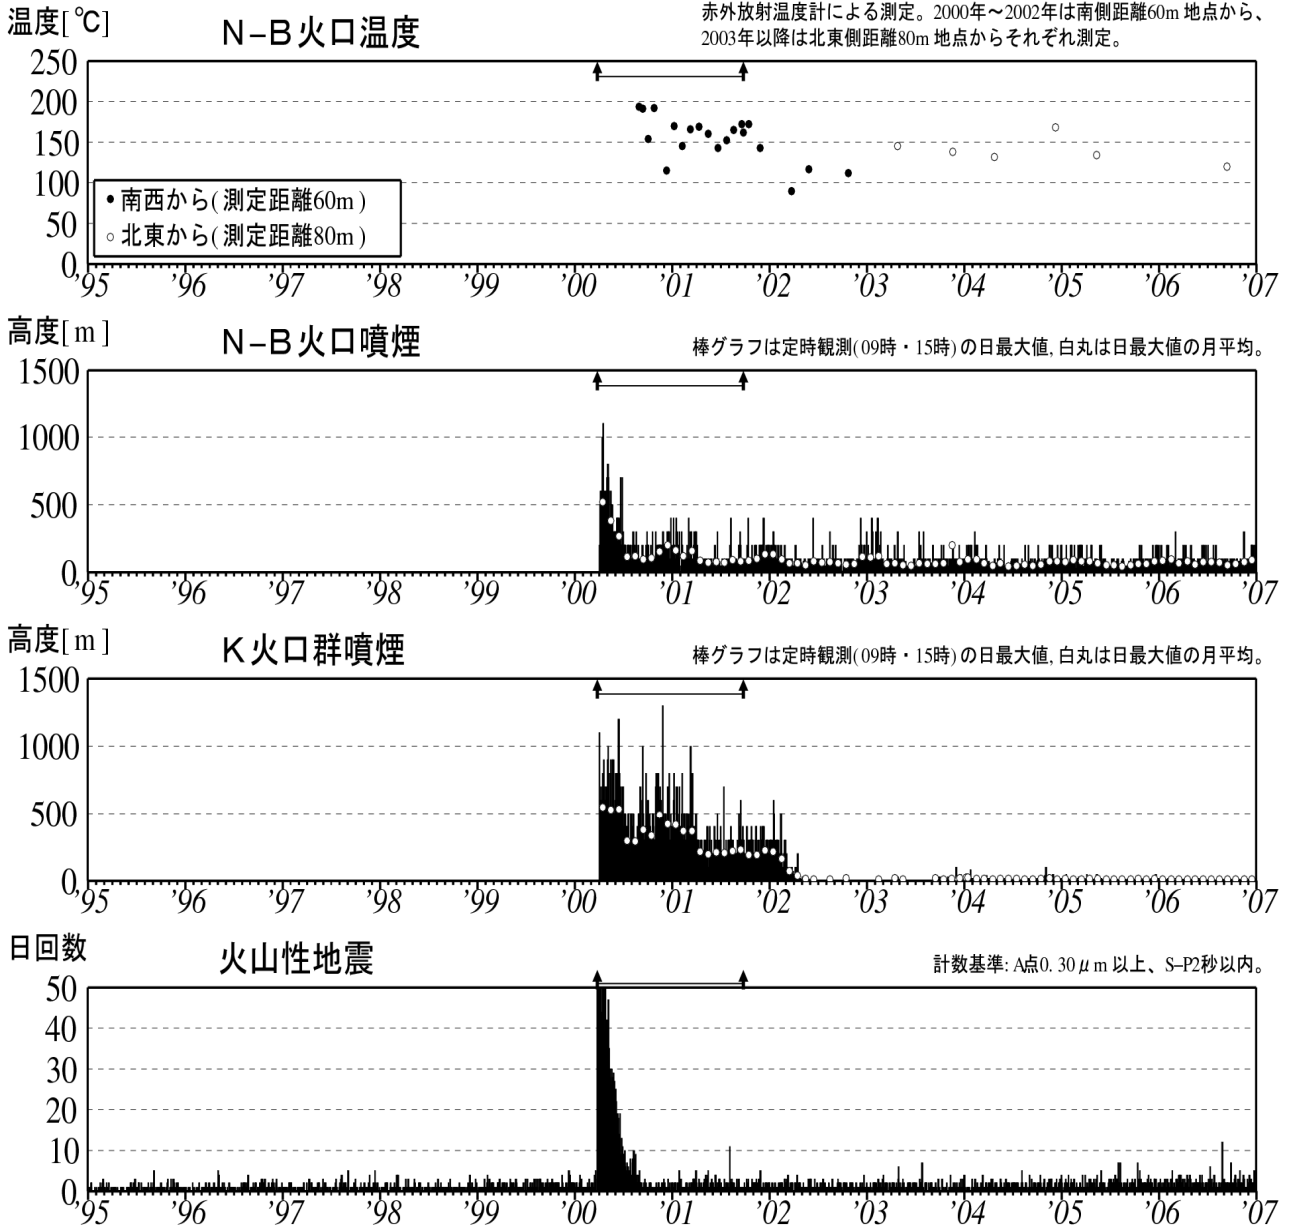 温度[℃]
N−B火口温度
赤外放射温度計による測定。2000年〜2002年は南側距離60m地点から、
2003年以降は北東側距離80m地点からそれぞれ測定。
250
200
150
100
50
0
● 南西から(測定距離60m)
○ 北東から(測定距離80m)
'95 '96 '97 '98 '99 '00 '01 '02 '03 '04 '05 '06 '07
高度[m]
N−B火口噴煙
棒グラフは定時観測(09時・15時)の日最大値,白丸は日最大値の月平均。
1500
1000
500
0
'95 '96 '97 '98 '99 '00 '01 '02 '03 '04 '05 '06 '07
高度[m]
K火口群噴煙
棒グラフは定時観測(09時・15時)の日最大値,白丸は日最大値の月平均。
1500
1000
500
0
'95 '96 '97 '98 '99 '00 '01 '02 '03 '04 '05 '06 '07
日回数
火山性地震
計数基準:A点0.30μm以上、S−P2秒以内。
50
40
30
20
10
0
'95 '96 '97 '98 '99 '00 '01 '02 '03 '04 '05 '06 '07